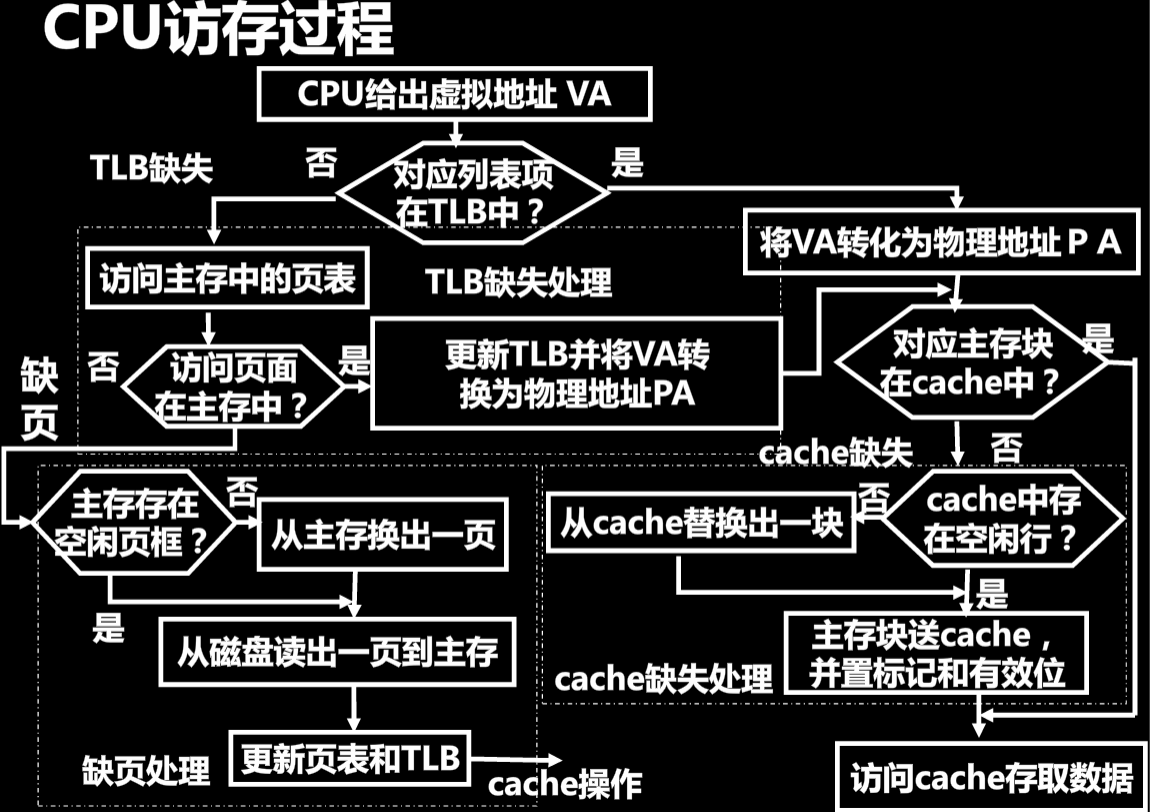 CPU访存过程
CPU给出虚拟地址 VA
TLB缺失
否
对应列表项
在TLB中？
是
将VA转化为物理地址ＰＡ
访问主存中的页表
TLB缺失处理
缺
页
否
访问页面
在主存中？
是
更新TLB并将VA转
换为物理地址PA
对应主存块
在cache中？
是
cache缺失
否
主存存在
空闲页框？
否
从主存换出一页
是
从磁盘读出一页到主存
缺页处理
更新页表和TLB
cache操作
从cache替换出一块
否
cache中存
在空闲行？
是
主存块送cache，
并置标记和有效位
cache缺失处理
访问cache存取数据